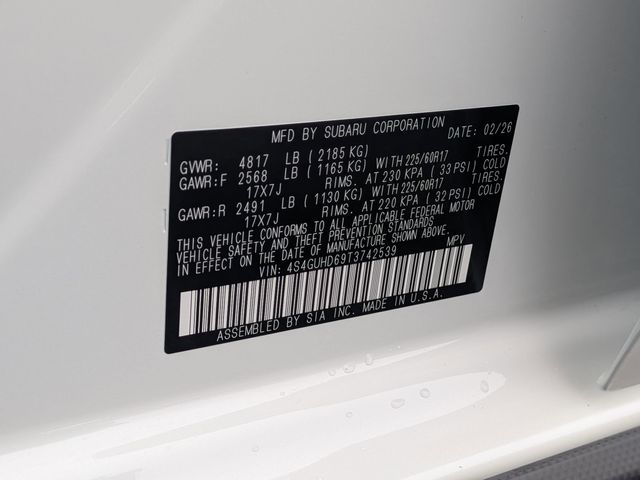 MFD BY SUBARU CORPORATION DATE: 02/26
GVWR: 4817 LB ( 2185 KG)
GAWR:F 2568 LB ( 1165 KG) WITH 225/60R17 TIRES.
17X7J RIMS. AT 230 KPA ( 33 PSI) COLD
GAWR:R 2491 LB ( 1130 KG) WITH 225/60R17 TIRES.
17X7J RIMS. AT 220 KPA ( 32 PSI) COLD
THIS VEHICLE CONFORMS TO ALL APPLICABLE FEDERAL MOTOR
VEHICLE SAFETY AND THEFT PREVENTION STANDARDS
IN EFFECT ON THE DATE OF MANUFACTURE SHOWN ABOVE.
VIN: 4S4GUHD69T3742539 MPV
ASSEMBLED BY SIA INC. MADE IN U.S.A.